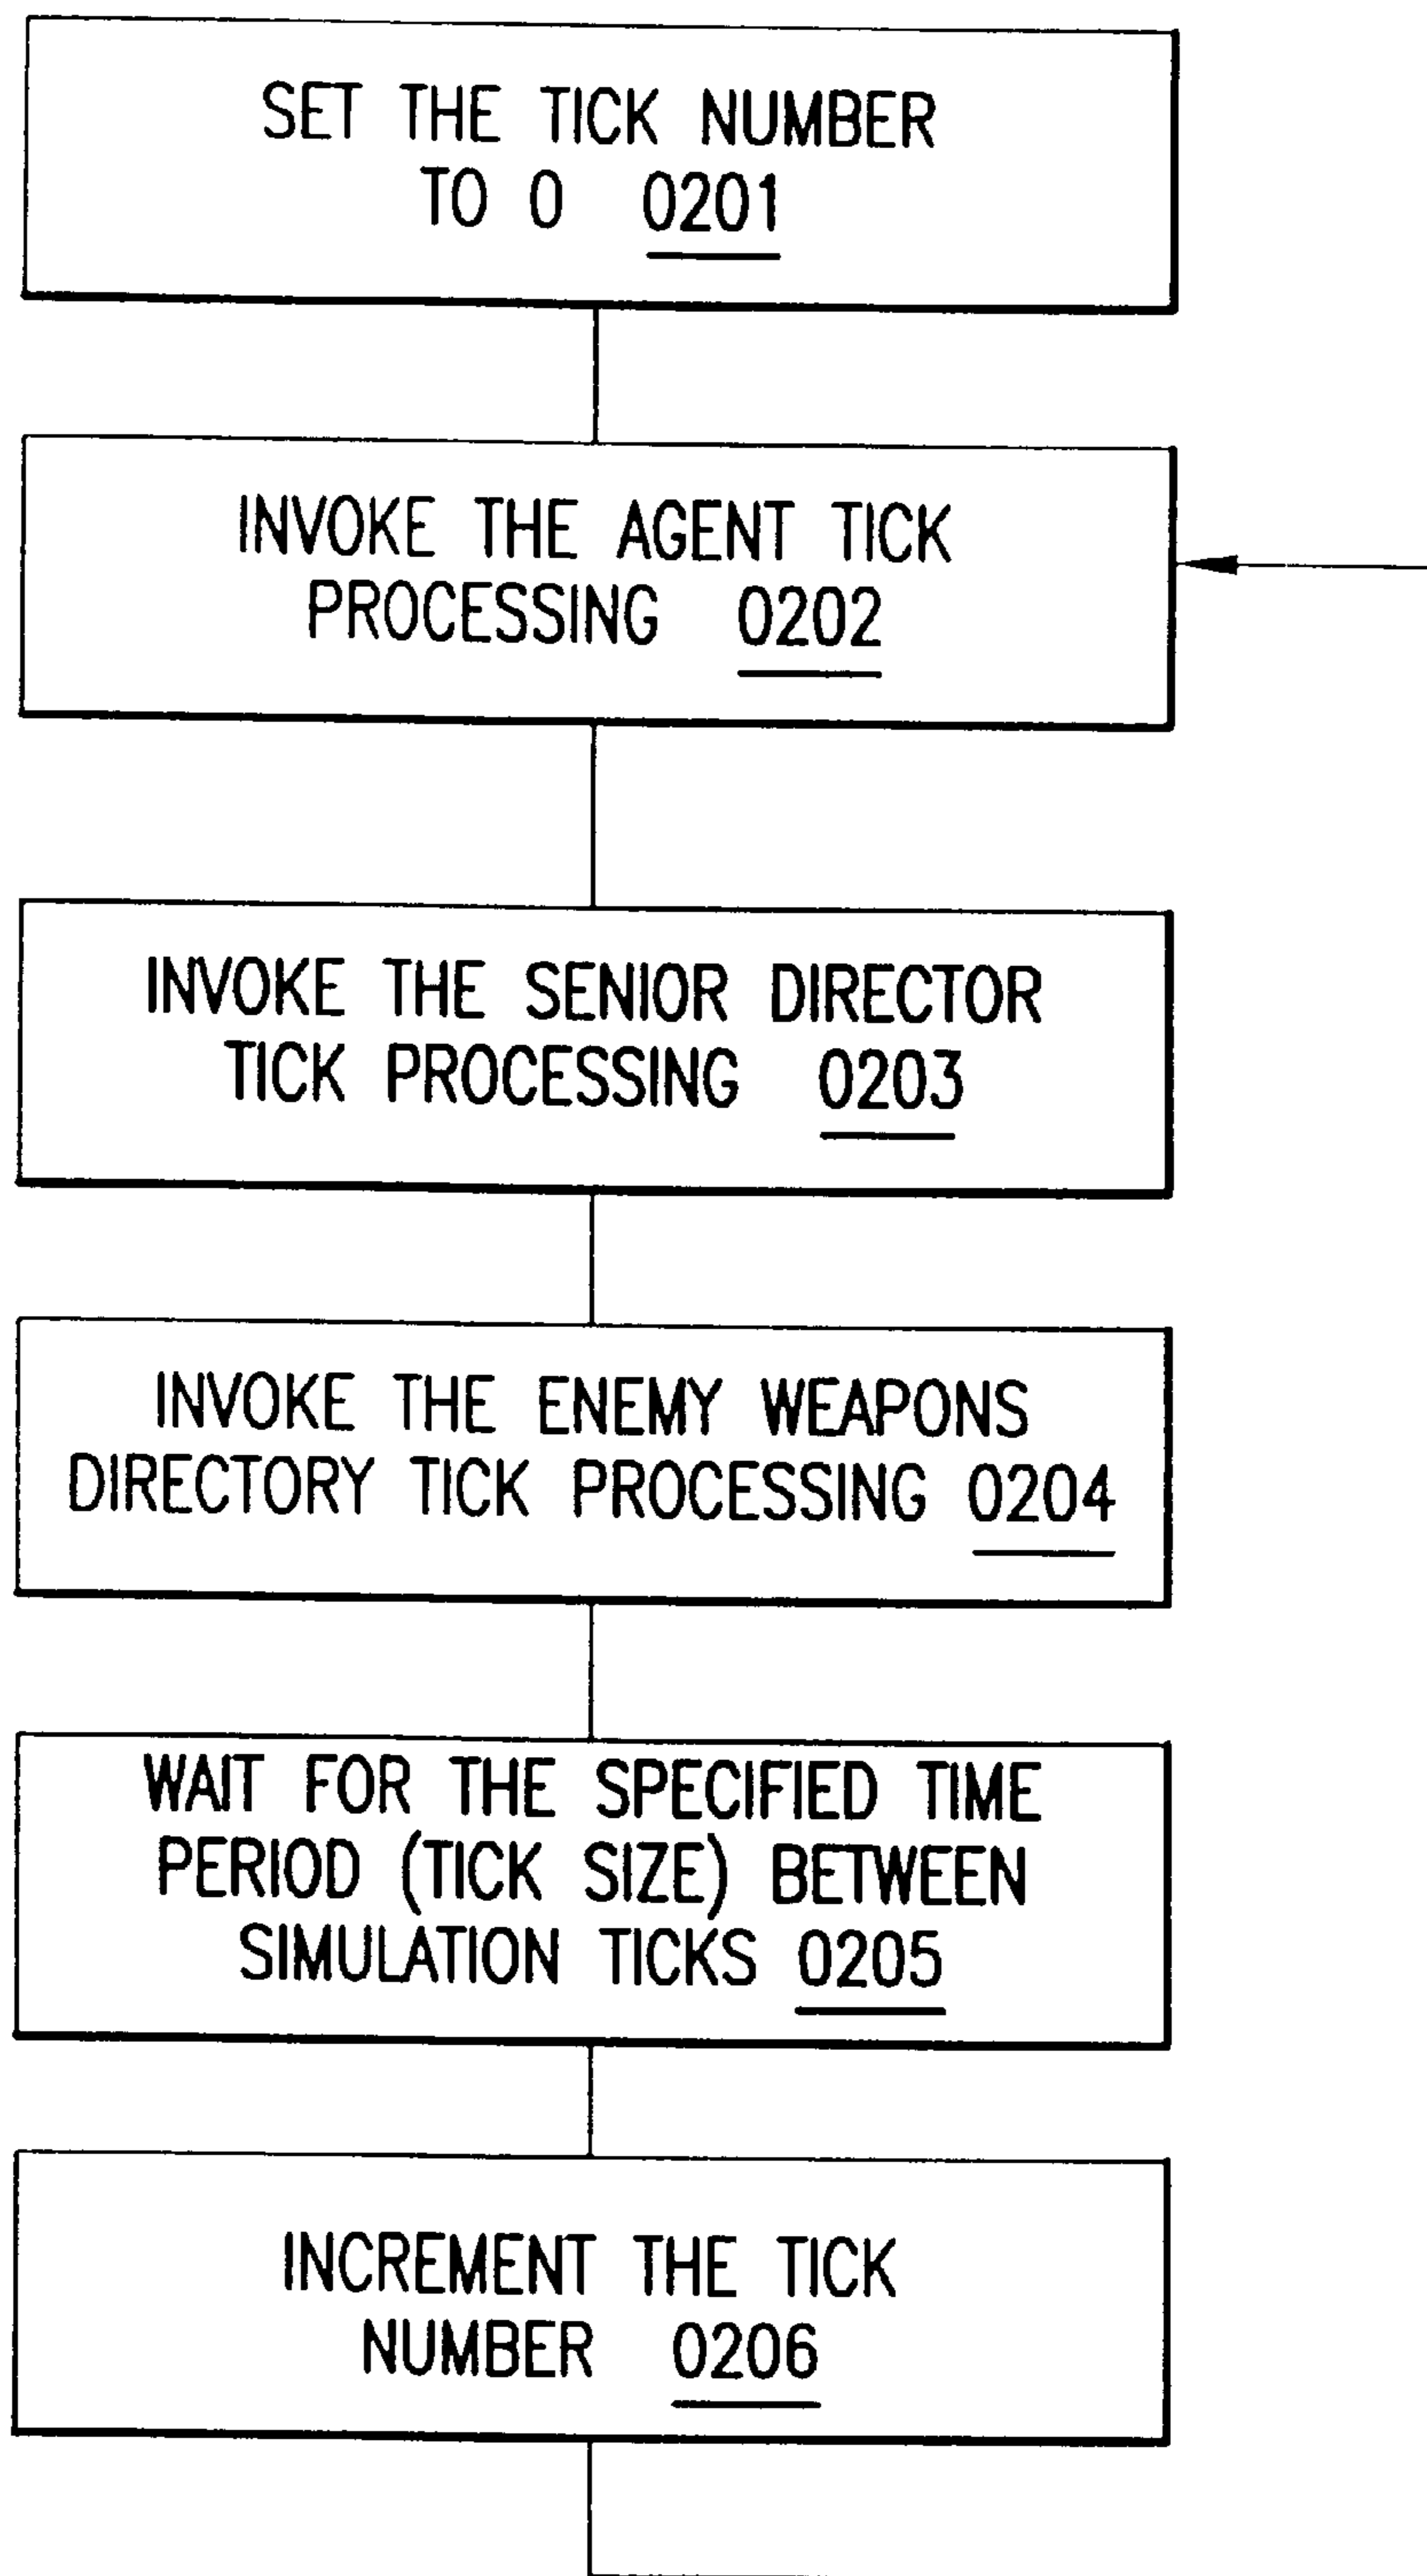 SET THE TICK NUMBER
TO 0 0201
INVOKE THE AGENT TICK
PROCESSING 0202
INVOKE THE SENIOR DIRECTOR
TICK PROCESSING 0203
INVOKE THE ENEMY WEAPONS
DIRECTORY TICK PROCESSING 0204
WAIT FOR THE SPECIFIED TIME
PERIOD (TICK SIZE) BETWEEN
SIMULATION TICKS 0205
INCREMENT THE TICK
NUMBER 0206